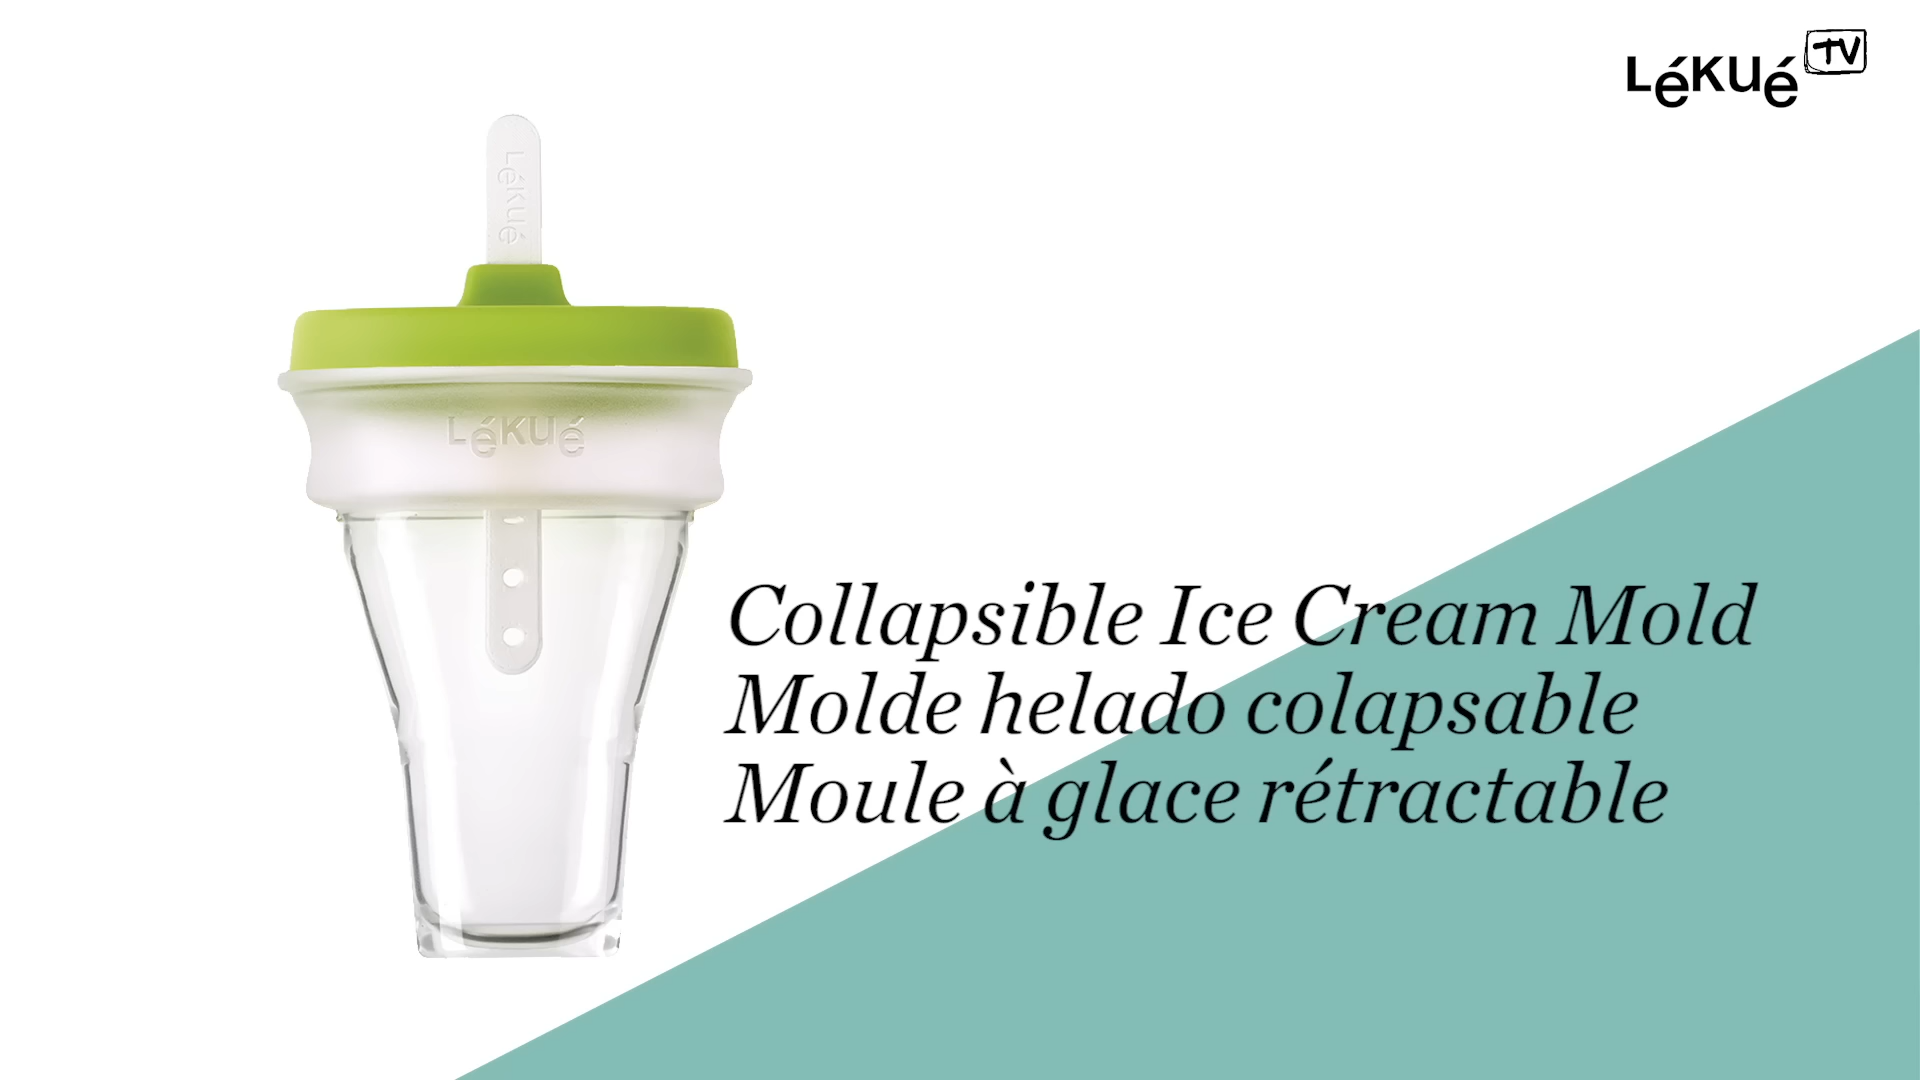 LéKUé TV
LéKUé
LéKUé
Collapsible Ice Cream Mold
Molde helado colapsable
Moule à glace rétractable